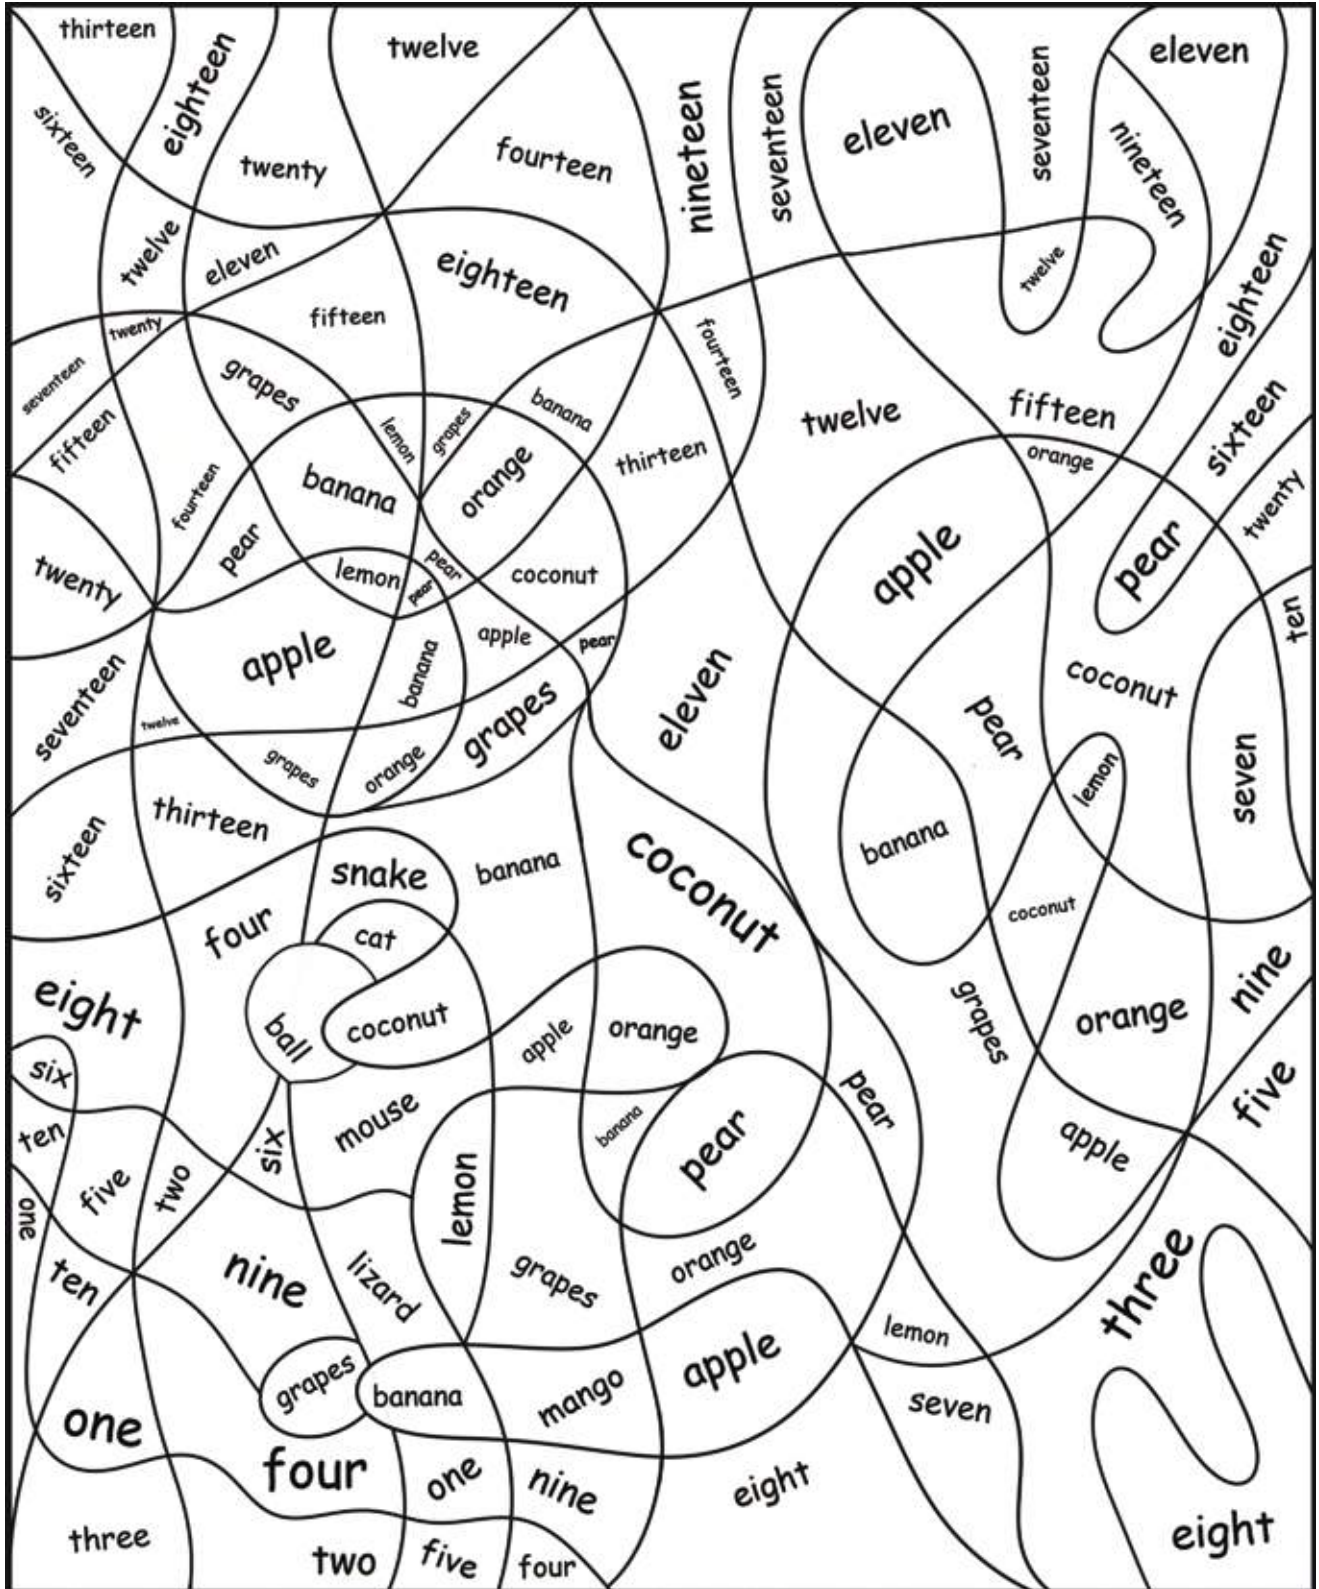 thirteen
eighteen
twelve
eleven
sixteen
twenty
fourteen
nineteen
seventeen
eleven
seventeen
nineteen
twelve
eleven
eighteen
twelve
eighteen
fifteen
twenty
seventeen
grapes
fourteen
fifteen
lemon
grapes
banana
thirteen
twelve
fifteen
orange
sixteen
twenty
fourteen
banana
orange
pear
apple
pear
twenty
lemon
pear
pear
coconut
ten
apple
banana
apple
pear
eleven
seventeen
twelve
grapes
orange
grapes
pear
coconut
lemon
seven
sixteen
thirteen
snake
banana
coconut
banana
coconut
four
cat
eight
ball
coconut
apple
orange
grapes
orange
nine
six
mouse
banana
pear
pear
apple
five
ten
five
two
six
lemon
one
ten
nine
lizard
grapes
orange
three
lemon
grapes
banana
mango
apple
seven
one
four
one
nine
eight
three
two
five
four
eight